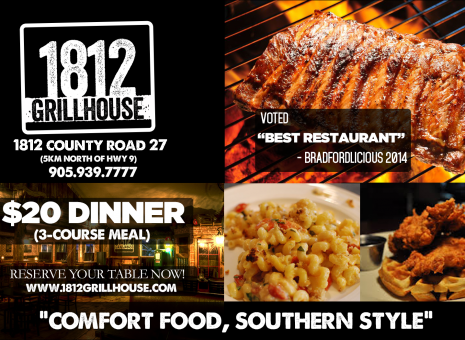 1812
GRILLHOUSE
1812 COUNTY ROAD 27
(5KM NORTH OF HWY 9)
905.939.7777
VOTED
“BEST RESTAURANT”
- BRADFORDLICIOUS 2014
$20 DINNER
(3-COURSE MEAL)
RESERVE YOUR TABLE NOW!
WWW.1812GRILLHOUSE.COM
"COMFORT FOOD, SOUTHERN STYLE"